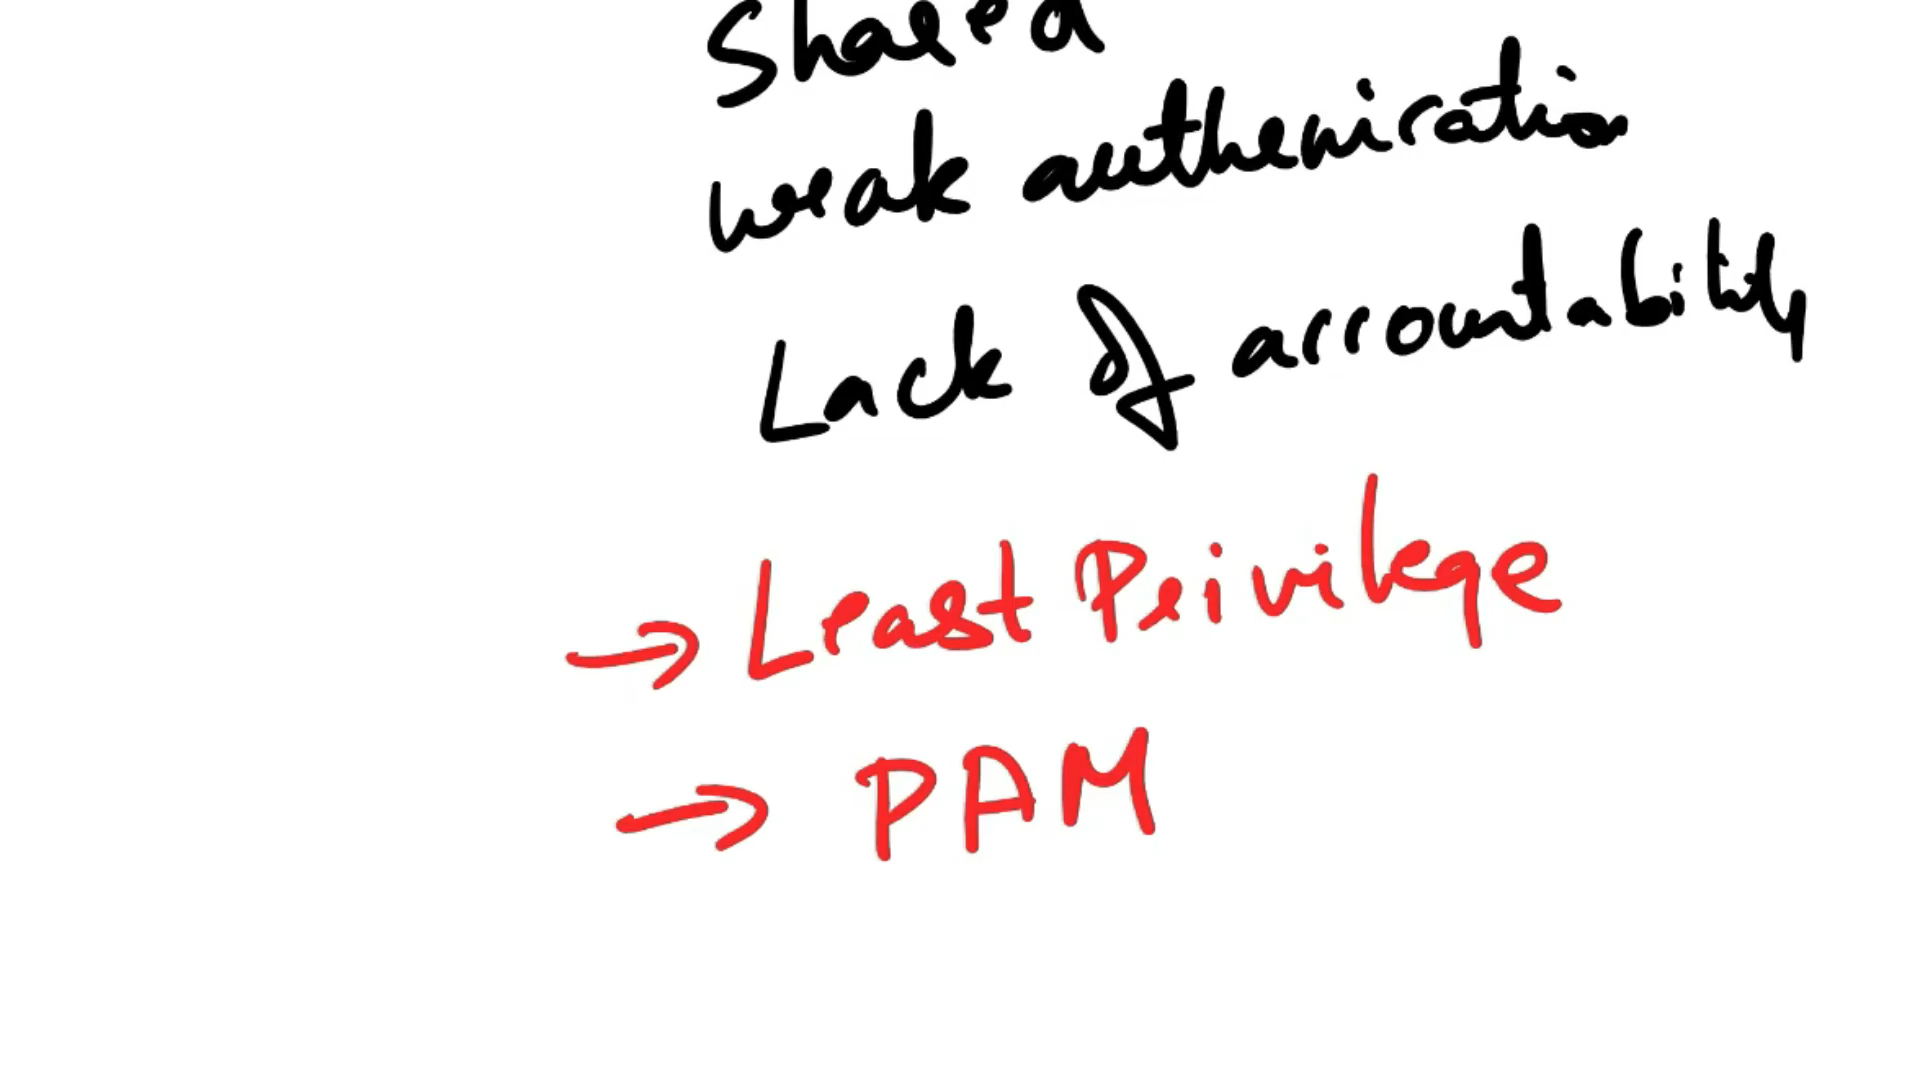 Shared
weak authenication
Lack of accountability
→ Least Privilege
→ PAM